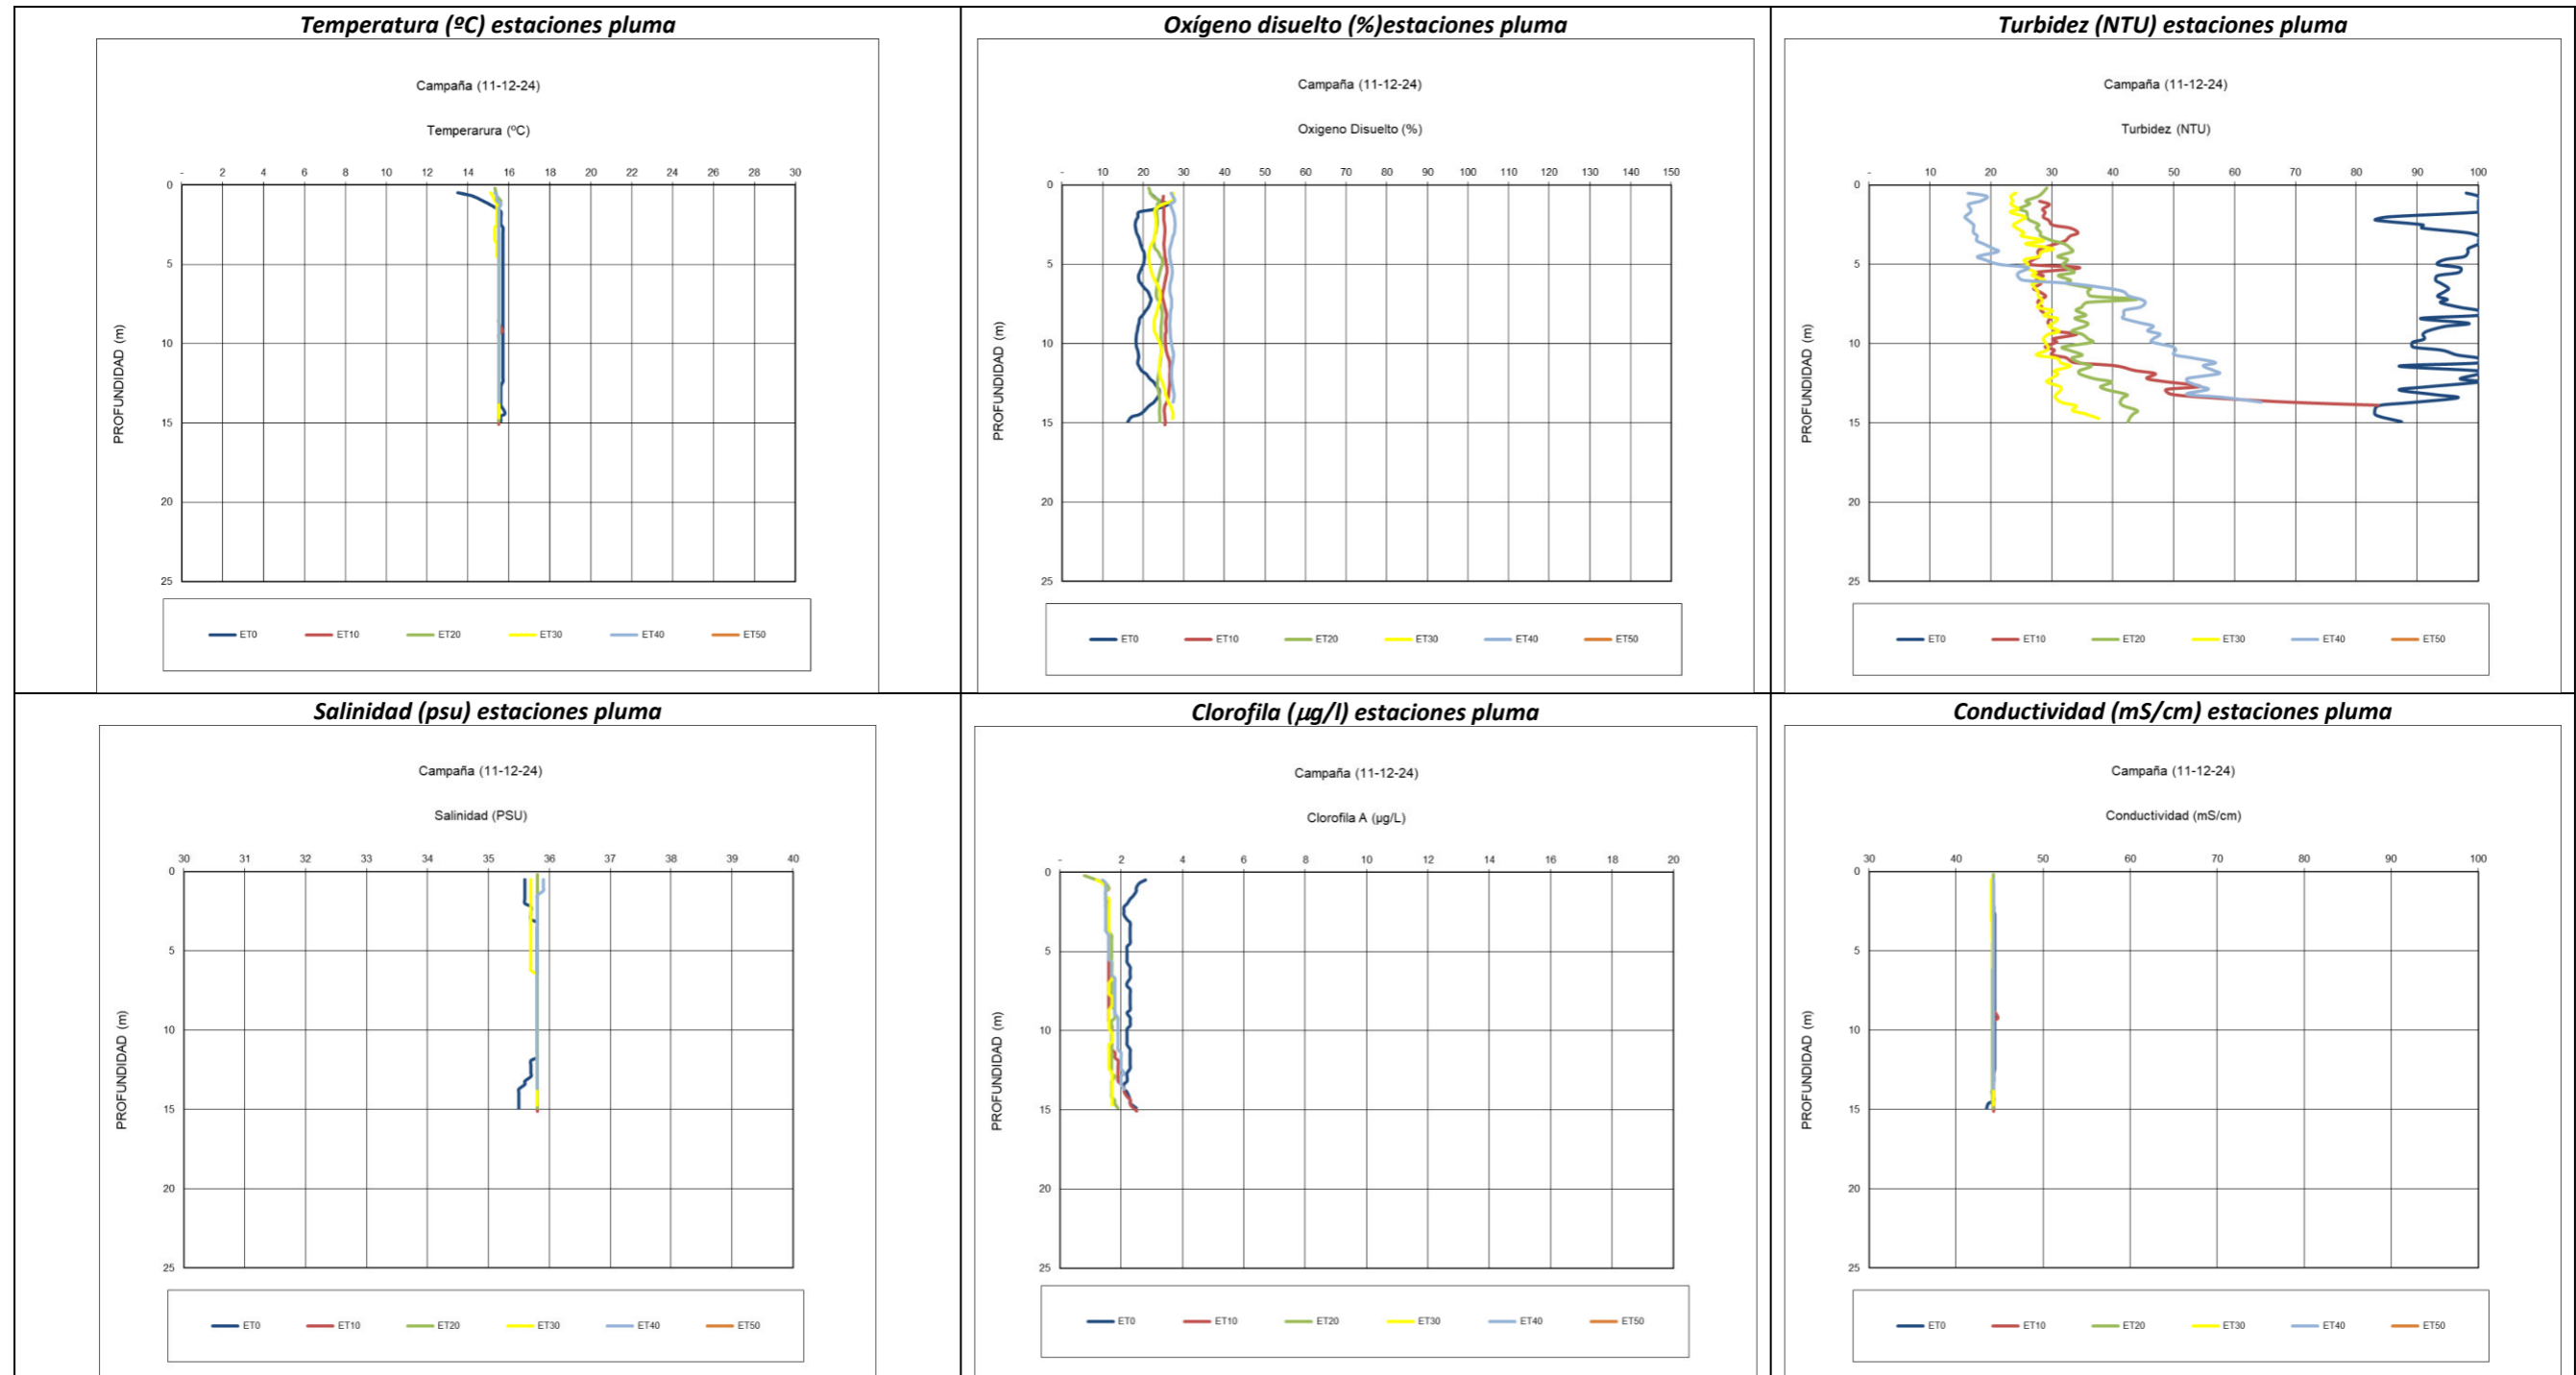 Temperatura (ºC) estaciones pluma
Campaña (11-12-24)
Temperarura (ºC)
- 2 4 6 8 10 12 14 16 18 20 22 24 26 28 30
0
5
10
15
20
25
PROFUNDIDAD (m)
ET0 ET10 ET20 ET30 ET40 ET50
Oxígeno disuelto (%)estaciones pluma
Campaña (11-12-24)
Oxigeno Disuelto (%)
- 10 20 30 40 50 60 70 80 90 100 110 120 130 140 150
0
5
10
15
20
25
PROFUNDIDAD (m)
ET0 ET10 ET20 ET30 ET40 ET50
Turbidez (NTU) estaciones pluma
Campaña (11-12-24)
Turbidez (NTU)
- 10 20 30 40 50 60 70 80 90 100
0
5
10
15
20
25
PROFUNDIDAD (m)
ET0 ET10 ET20 ET30 ET40 ET50
Salinidad (psu) estaciones pluma
Campaña (11-12-24)
Salinidad (PSU)
30 31 32 33 34 35 36 37 38 39 40
0
5
10
15
20
25
PROFUNDIDAD (m)
ET0 ET10 ET20 ET30 ET40 ET50
Clorofila (µg/l) estaciones pluma
Campaña (11-12-24)
Clorofila A (µg/L)
- 2 4 6 8 10 12 14 16 18 20
0
5
10
15
20
25
PROFUNDIDAD (m)
ET0 ET10 ET20 ET30 ET40 ET50
Conductividad (mS/cm) estaciones pluma
Campaña (11-12-24)
Conductividad (mS/cm)
30 40 50 60 70 80 90 100
0
5
10
15
20
25
PROFUNDIDAD (m)
ET0 ET10 ET20 ET30 ET40 ET50